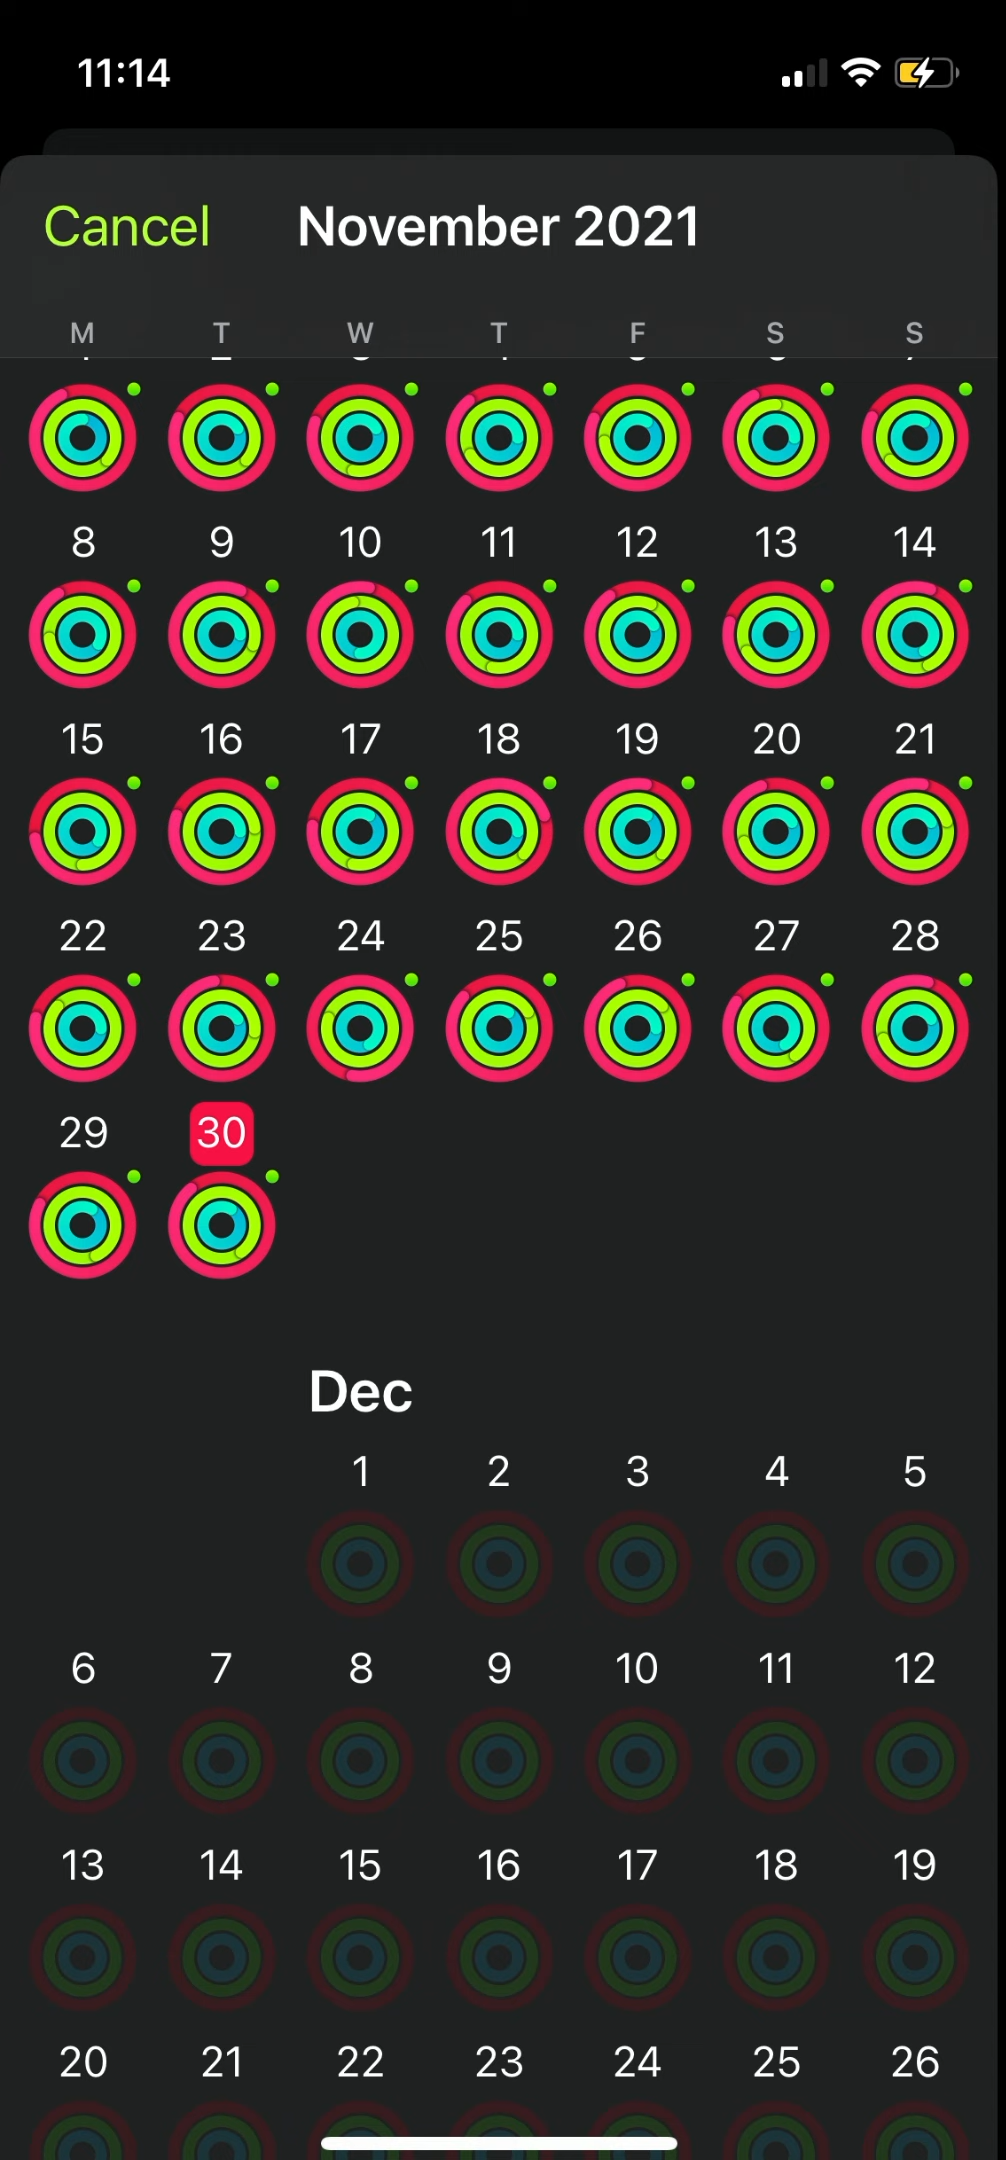 11:14
Cancel November 2021
M T W T F S S
8 9 10 11 12 13 14
15 16 17 18 19 20 21
22 23 24 25 26 27 28
29 30
Dec
1 2 3 4 5
6 7 8 9 10 11 12
13 14 15 16 17 18 19
20 21 22 23 24 25 26